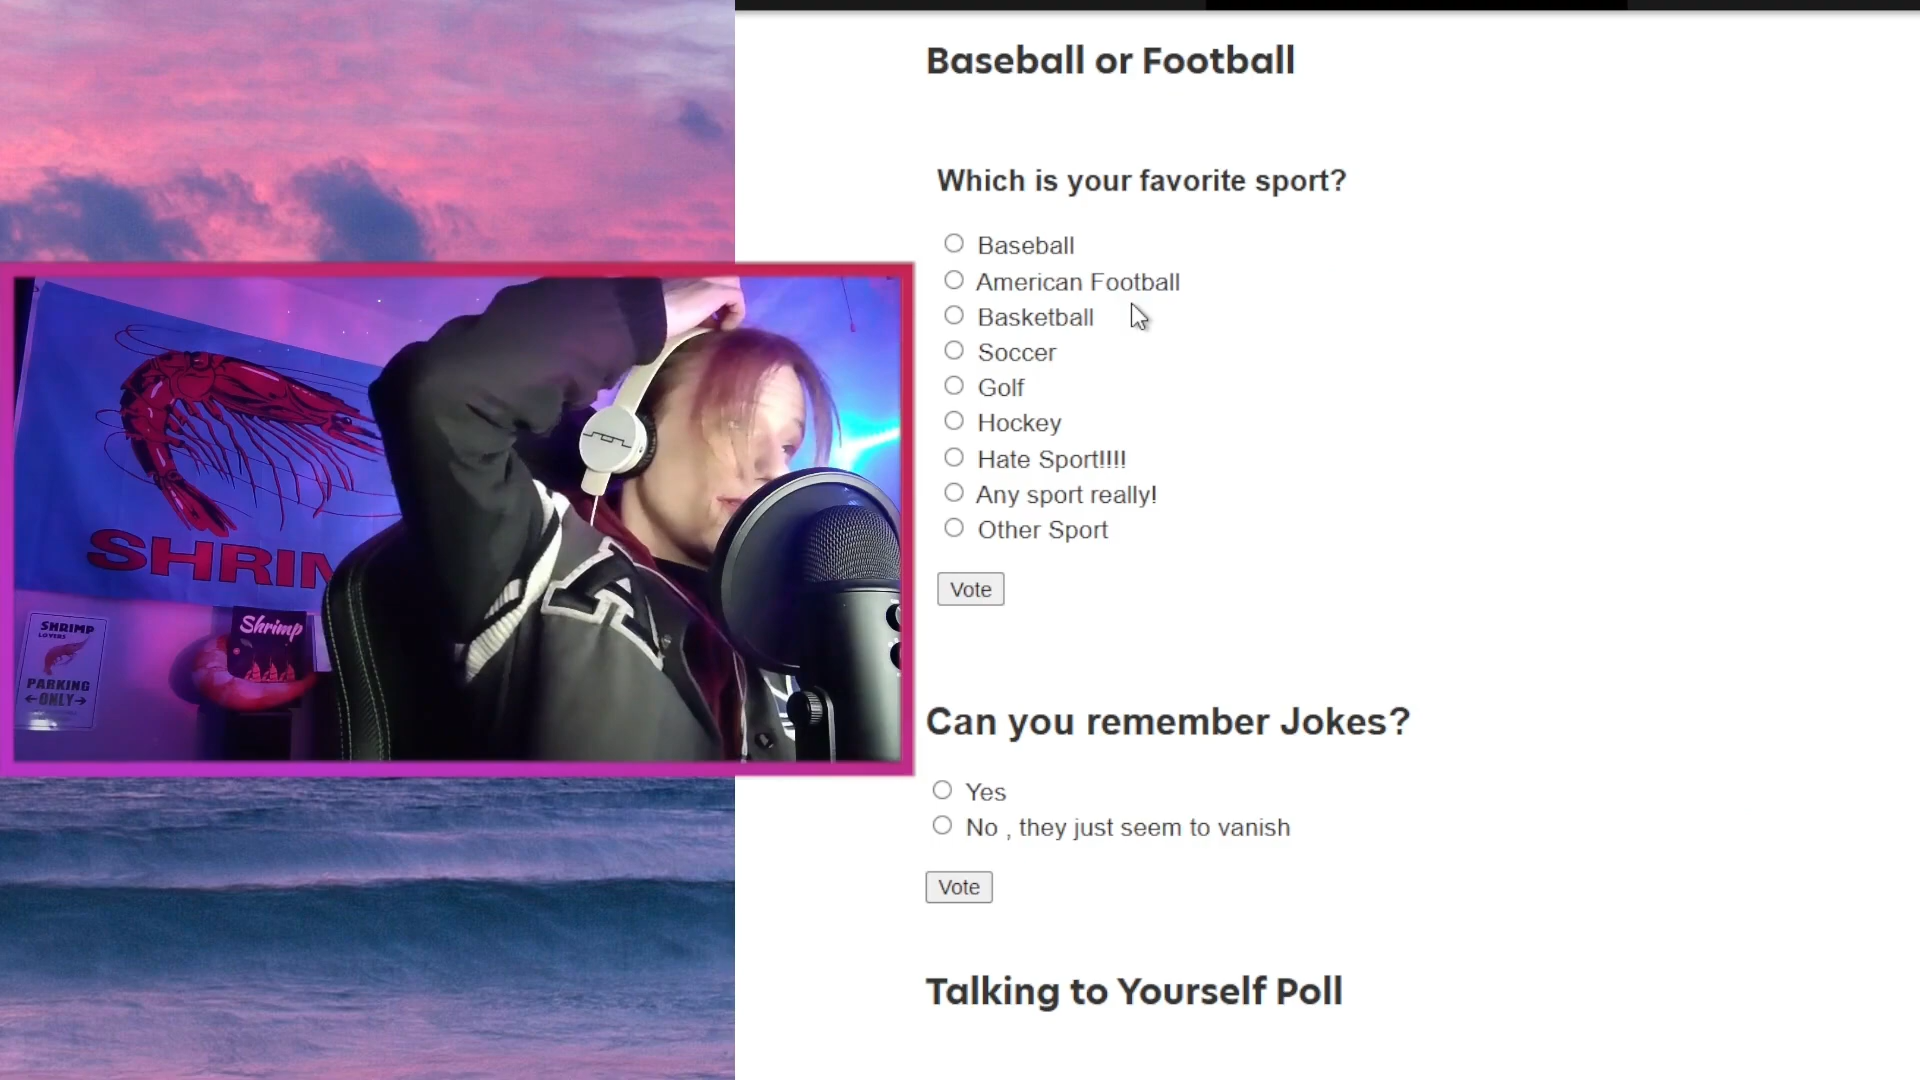 Baseball or Football
Which is your favorite sport?
Baseball
American Football
Basketball
Soccer
Golf
Hockey
Hate Sport!!!!
Any sport really!
Other Sport
Vote
Can you remember Jokes?
Yes
No , they just seem to vanish
Vote
Talking to Yourself Poll
SHRIM
SHRIMP
LOVERS
PARKING
←ONLY→
Shrimp
A